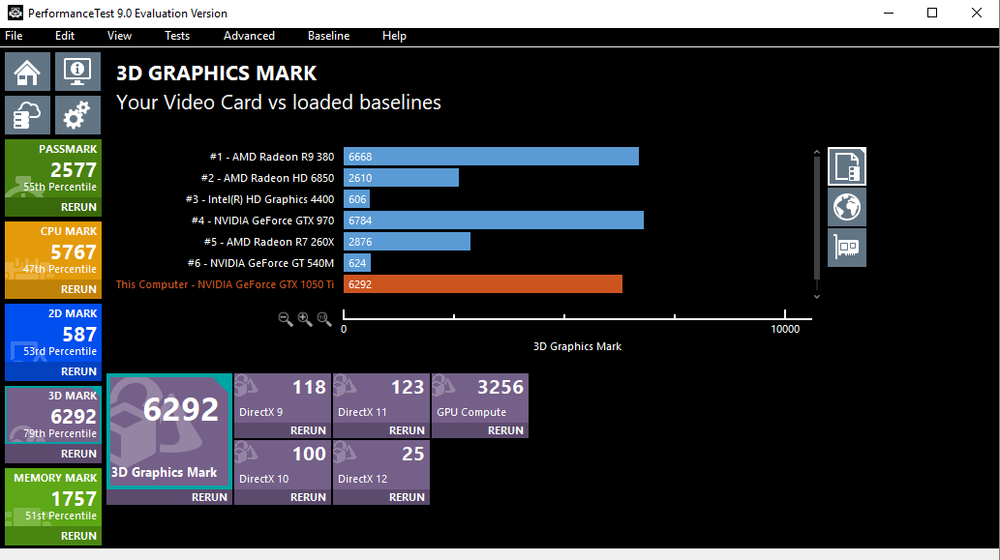 PerformanceTest 9.0 Evaluation Version
File Edit View Tests Advanced Baseline Help
3D GRAPHICS MARK
Your Video Card vs loaded baselines
PASSMARK
2577
55th Percentile
RERUN
CPU MARK
5767
47th Percentile
RERUN
2D MARK
587
53rd Percentile
RERUN
3D MARK
6292
79th Percentile
RERUN
MEMORY MARK
1757
51st Percentile
RERUN
#1 - AMD Radeon R9 380 6668
#2 - AMD Radeon HD 6850 2610
#3 - Intel(R) HD Graphics 4400 606
#4 - NVIDIA GeForce GTX 970 6784
#5 - AMD Radeon R7 260X 2876
#6 - NVIDIA GeForce GT 540M 624
This Computer - NVIDIA GeForce GTX 1050 Ti 6292
0 10000
3D Graphics Mark
6292
3D Graphics Mark
RERUN
118
DirectX 9
RERUN
123
DirectX 11
RERUN
3256
GPU Compute
RERUN
100
DirectX 10
RERUN
25
DirectX 12
RERUN